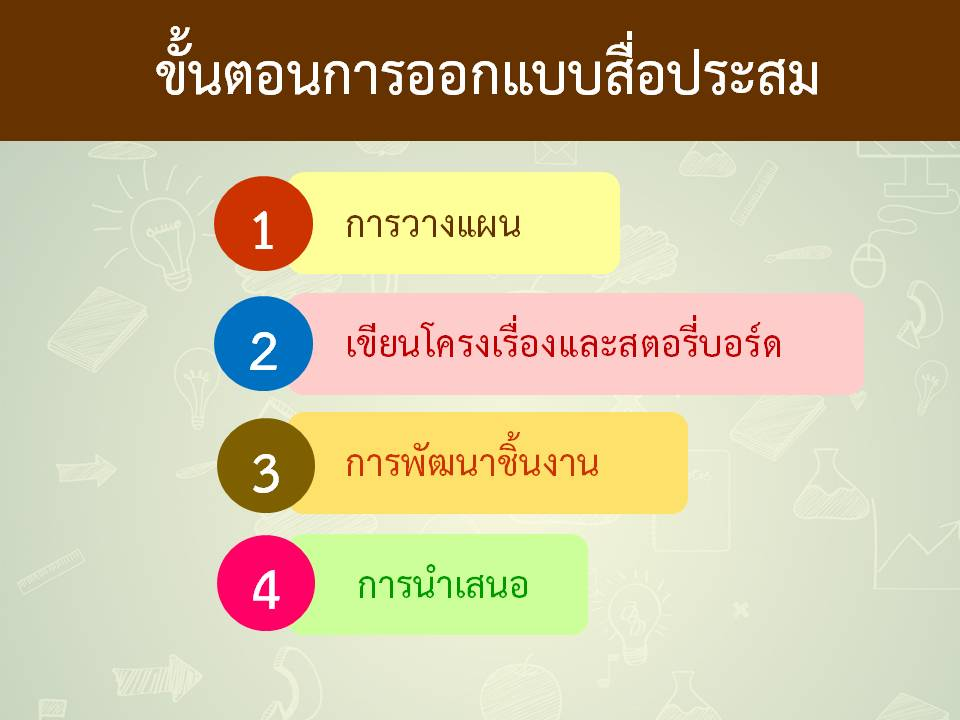 ขั้นตอนการออกแบบสื่อประสม
1 การวางแผน
2 เขียนโครงเรื่องและสตอรี่บอร์ด
3 การพัฒนาชิ้นงาน
4 การนำเสนอ